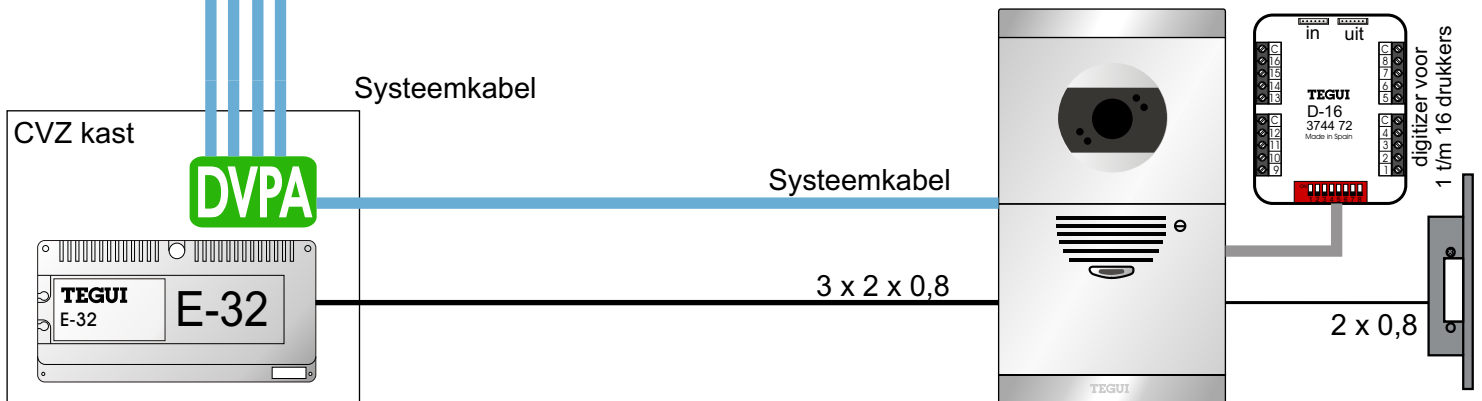 Systeemkabel
CVZ kast
DVPA
TEGUI
E-32
E-32
Systeemkabel
3 x 2 x 0,8
TEGUI
in uit
C
16
15
14
13
C
8
7
6
5
TEGUI
D-16
3744 72
Made in Spain
C
12
11
10
9
C
4
3
2
1
digitizer voor
1 t/m 16 drukkers
2 x 0,8